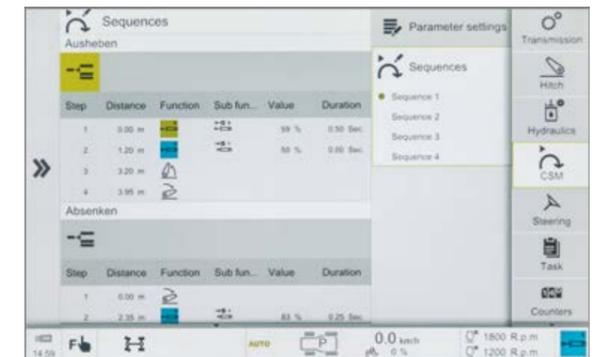 Sequences
Ausheben
Step Distance Function Sub fun... Value Duration
1 0.00 m 59 % 0.50 Sec.
2 1.20 m 50 % 0.00 Sec.
3 3.20 m
4 3.95 m
Absenken
Step Distance Function Sub fun... Value Duration
1 0.00 m
2 2.35 m 83 % 0.25 Sec.
Parameter settings
Sequences
Sequence 1
Sequence 2
Sequence 3
Sequence 4
Transmission
Hitch
Hydraulics
CSM
Steering
Task
Counters
14:59
F
AUTO
P
0.0 km/h
0 %
1800 R.p.m
1200 R.p.m